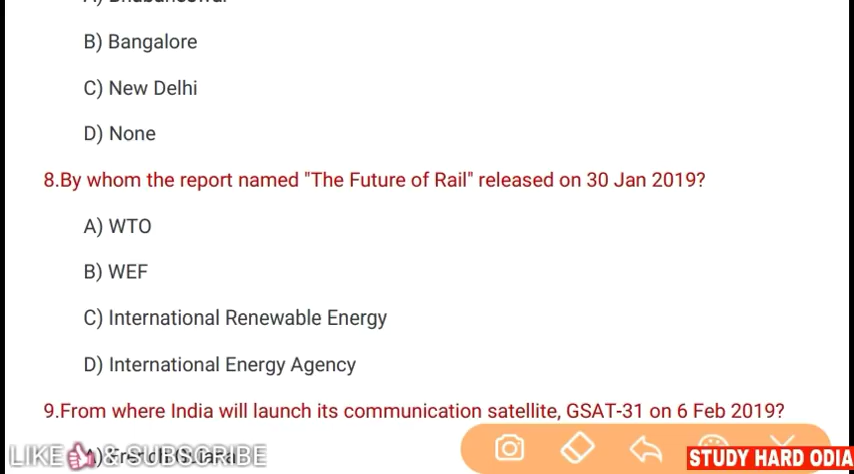 B) Bangalore
C) New Delhi
D) None
8.By whom the report named "The Future of Rail" released on 30 Jan 2019?
A) WTO
B) WEF
C) International Renewable Energy
D) International Energy Agency
9.From where India will launch its communication satellite, GSAT-31 on 6 Feb 2019?
A) French Guiana
LIKE & SUBSCRIBE
STUDY HARD ODIA